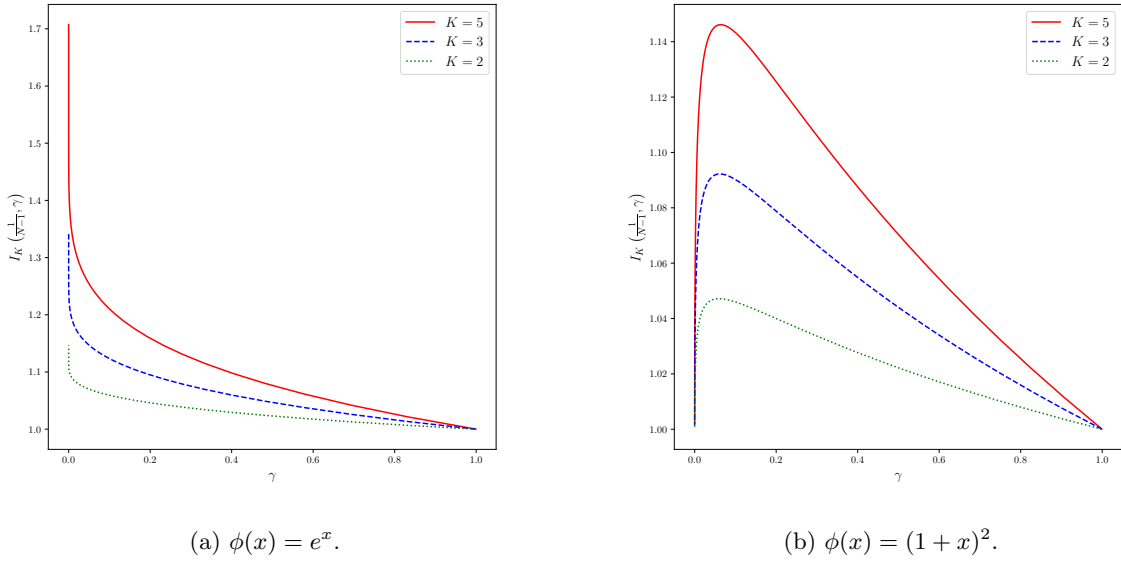 1.7
1.6
1.5
1.4
1.3
1.2
1.1
1.0
0.0 0.2 0.4 0.6 0.8 1.0
I_K (1/(N−1), γ)
γ
K = 5
K = 3
K = 2
(a) ϕ(x) = e^x.
1.14
1.12
1.10
1.08
1.06
1.04
1.02
1.00
0.0 0.2 0.4 0.6 0.8 1.0
I_K (1/(N−1), γ)
γ
K = 5
K = 3
K = 2
(b) ϕ(x) = (1 + x)^2.